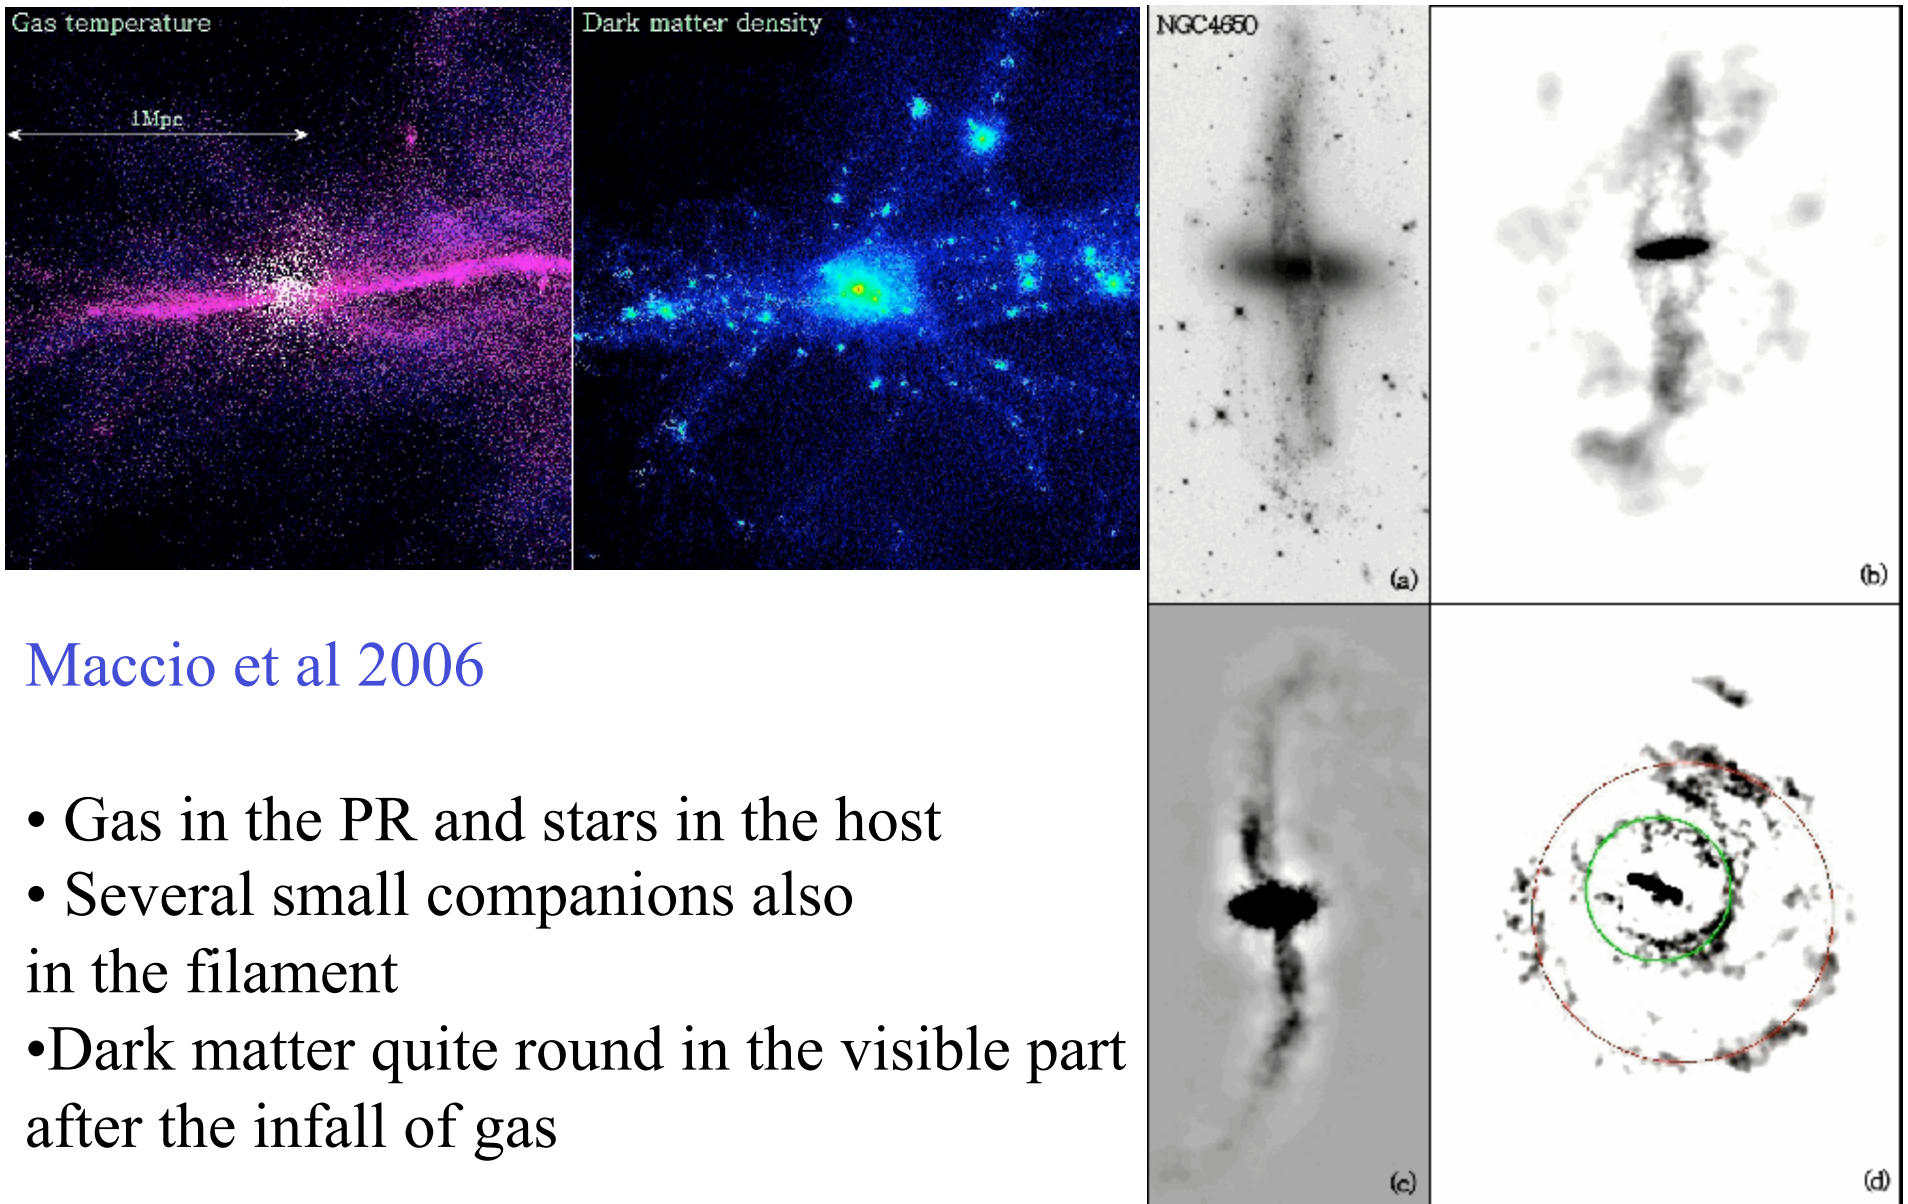 Gas temperature
1Mpc
Dark matter density
NGC4650
(a)
(b)
Maccio et al 2006
• Gas in the PR and stars in the host
• Several small companions also
in the filament
•Dark matter quite round in the visible part
after the infall of gas
(c)
(d)